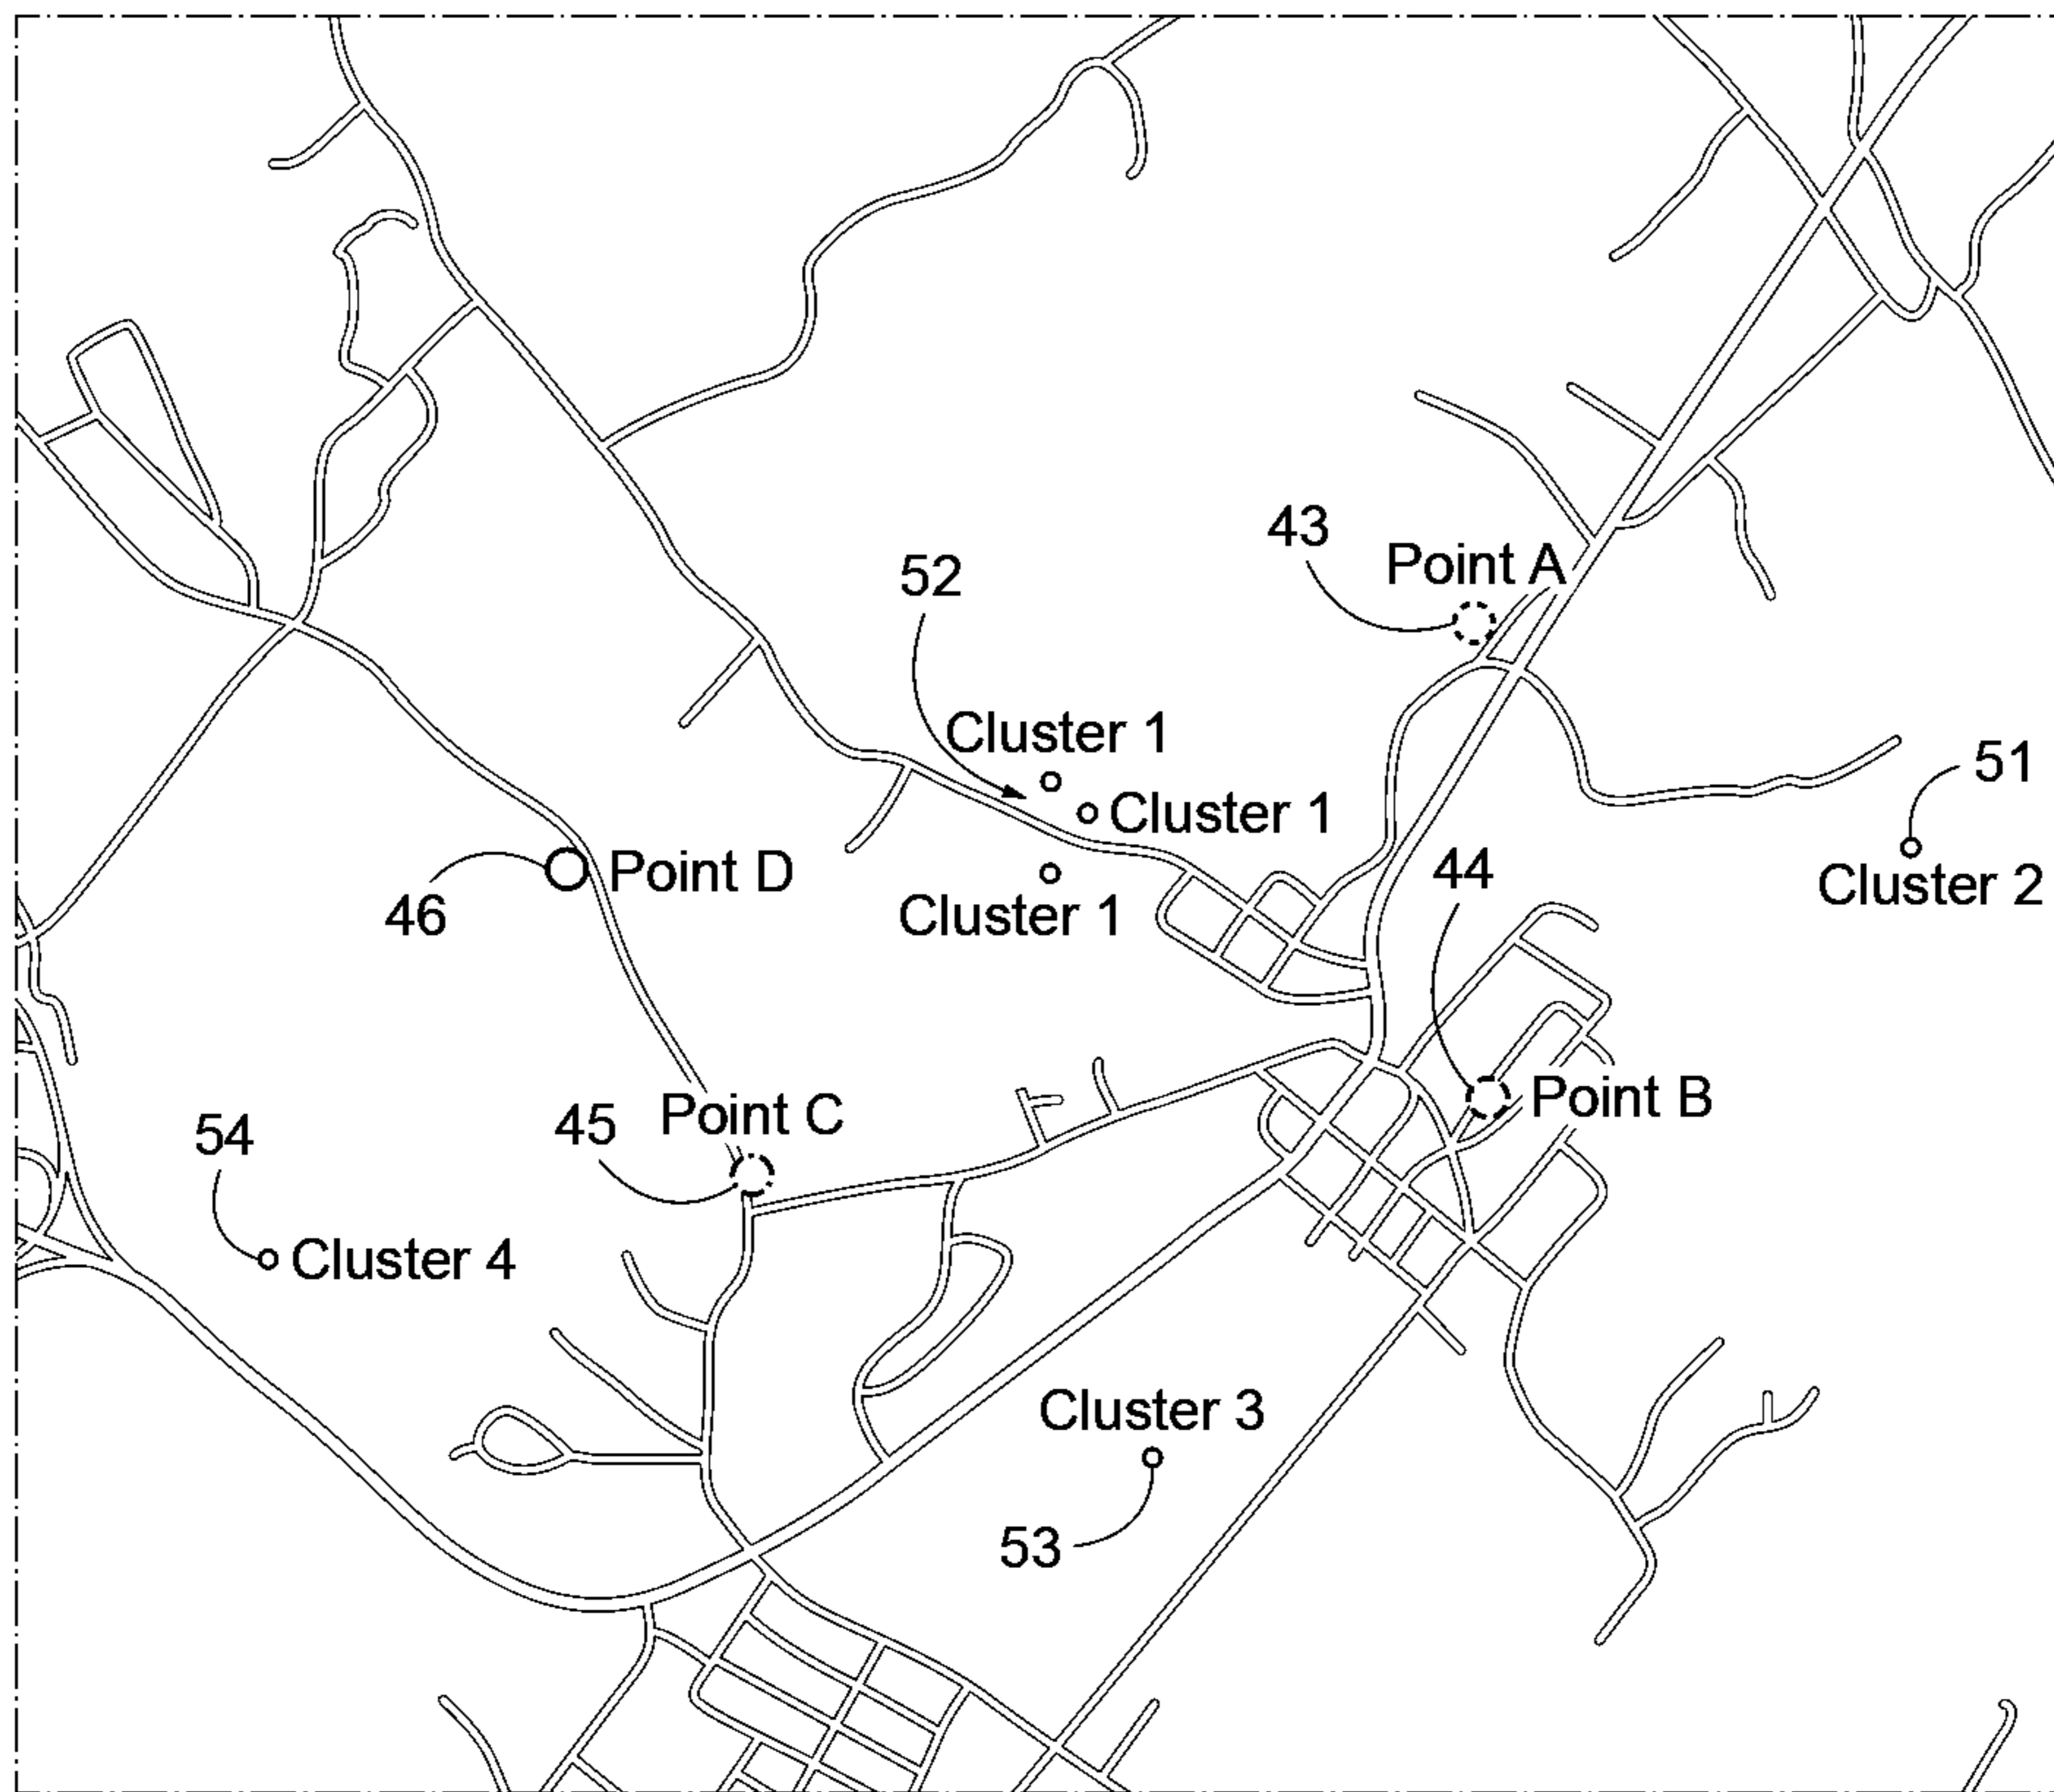 43
Point A
52
Cluster 1
51
Cluster 1
44
Point D
Cluster 2
46
Cluster 1
Point B
45
Point C
54
Cluster 4
Cluster 3
53